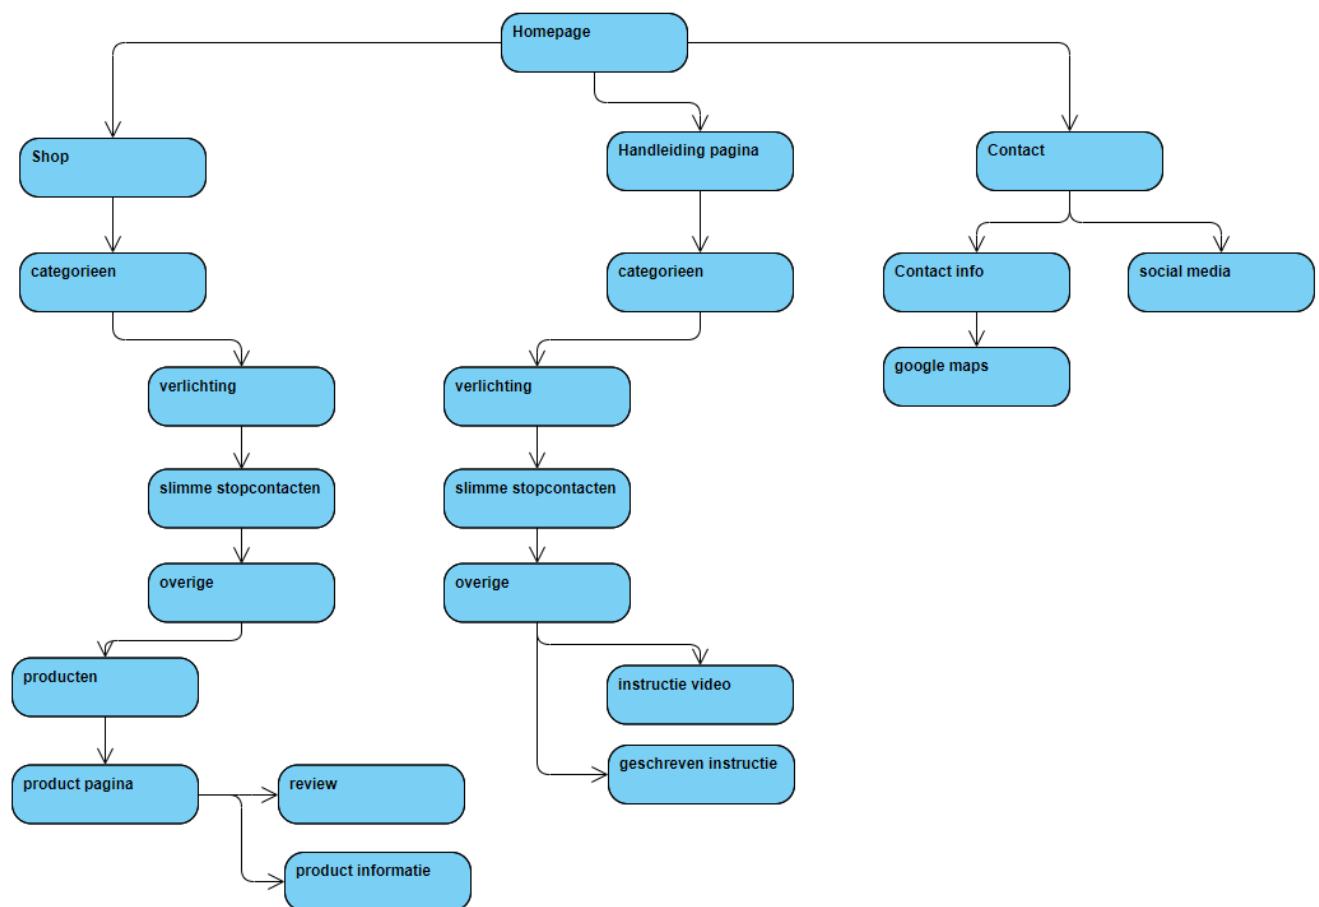 Homepage
Shop
Handleiding pagina
Contact
categorieen
categorieen
Contact info
social media
verlichting
verlichting
google maps
slimme stopcontacten
slimme stopcontacten
overige
overige
producten
instructie video
product pagina
review
geschreven instructie
product informatie